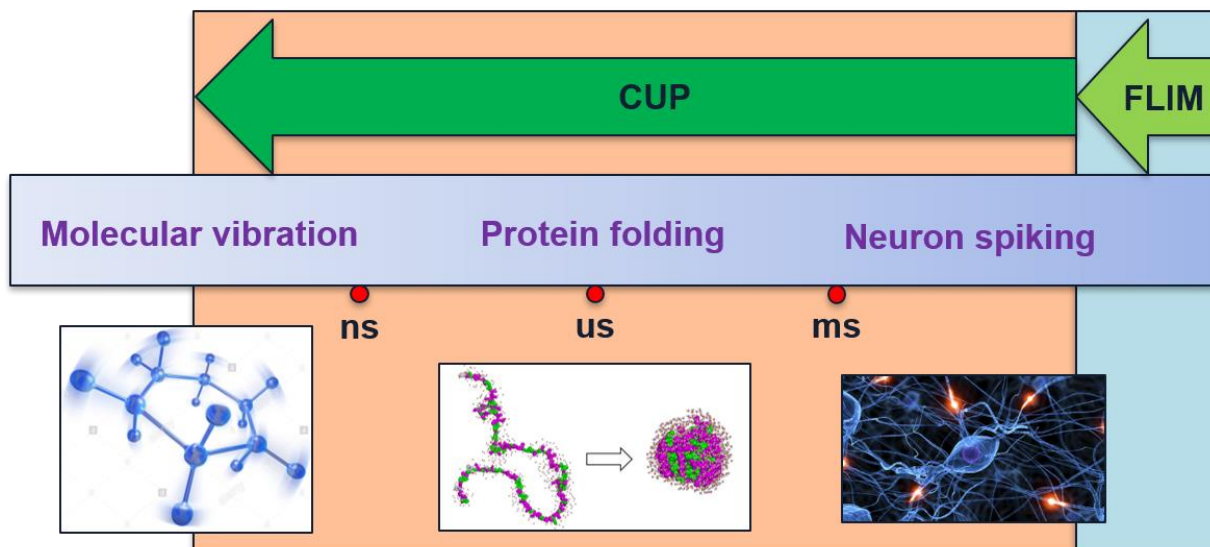 CUP
FLIM
Molecular vibration
Protein folding
Neuron spiking
ns
us
ms